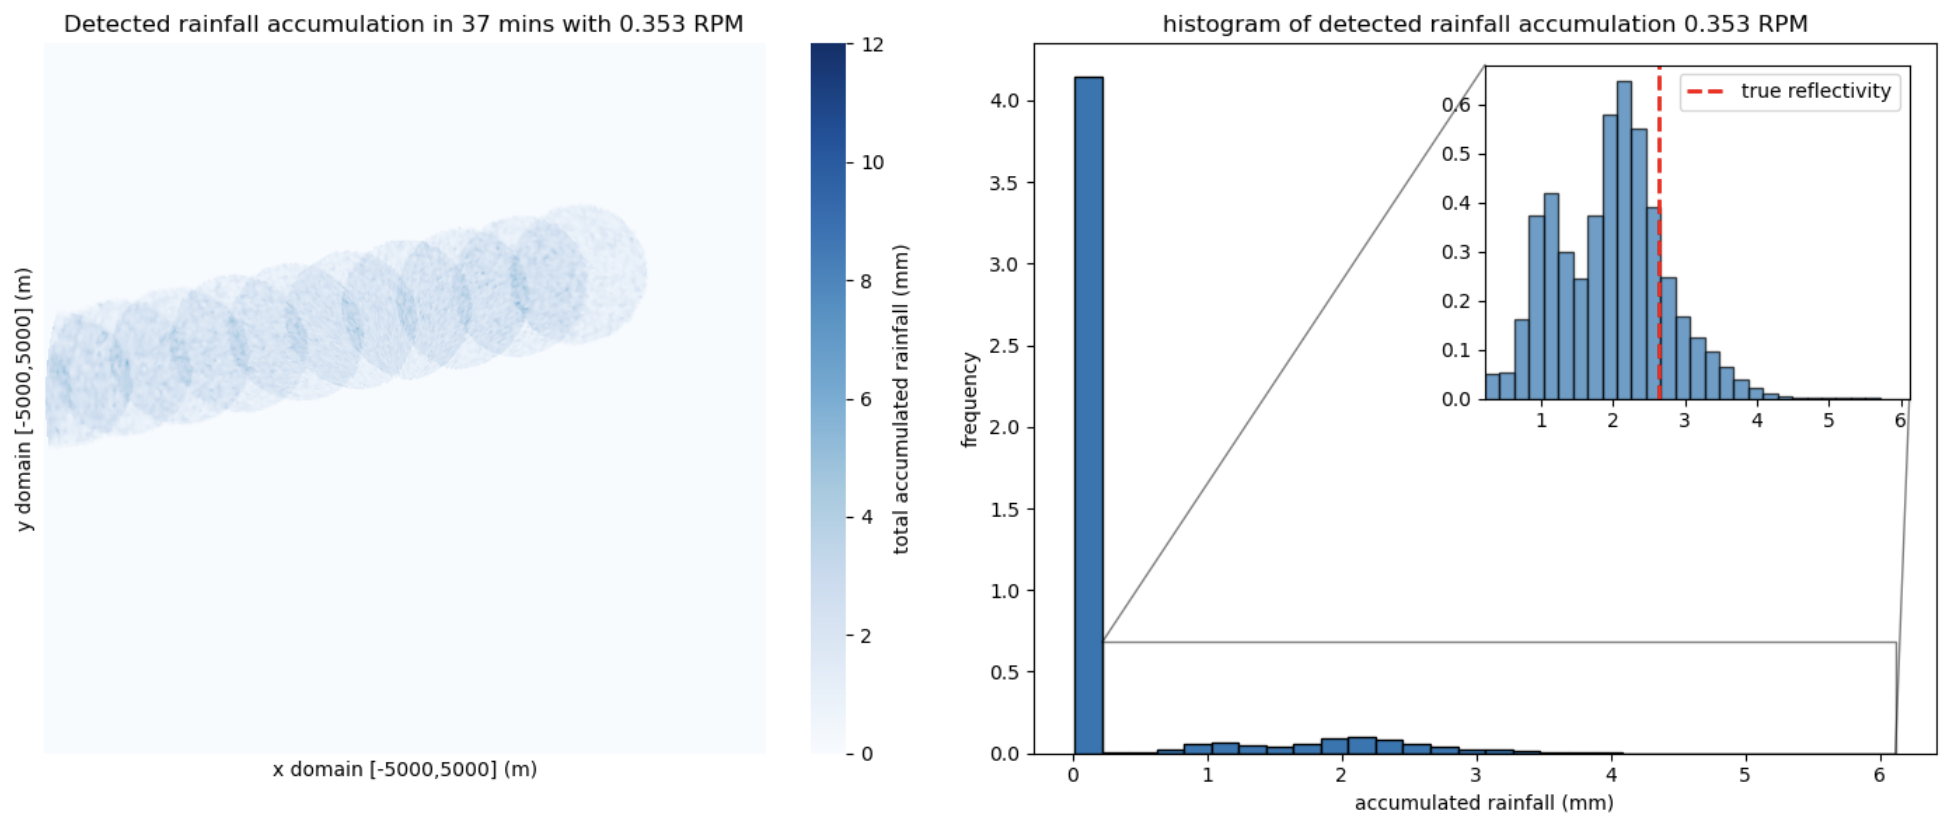 Detected rainfall accumulation in 37 mins with 0.353 RPM
y domain [-5000,5000] (m)
x domain [-5000,5000] (m)
12
10
8
6
4
2
0
total accumulated rainfall (mm)
histogram of detected rainfall accumulation 0.353 RPM
frequency
4.0
3.5
3.0
2.5
2.0
1.5
1.0
0.5
0.0
0 1 2 3 4 5 6
accumulated rainfall (mm)
true reflectivity
0.6
0.5
0.4
0.3
0.2
0.1
0.0
1 2 3 4 5 6